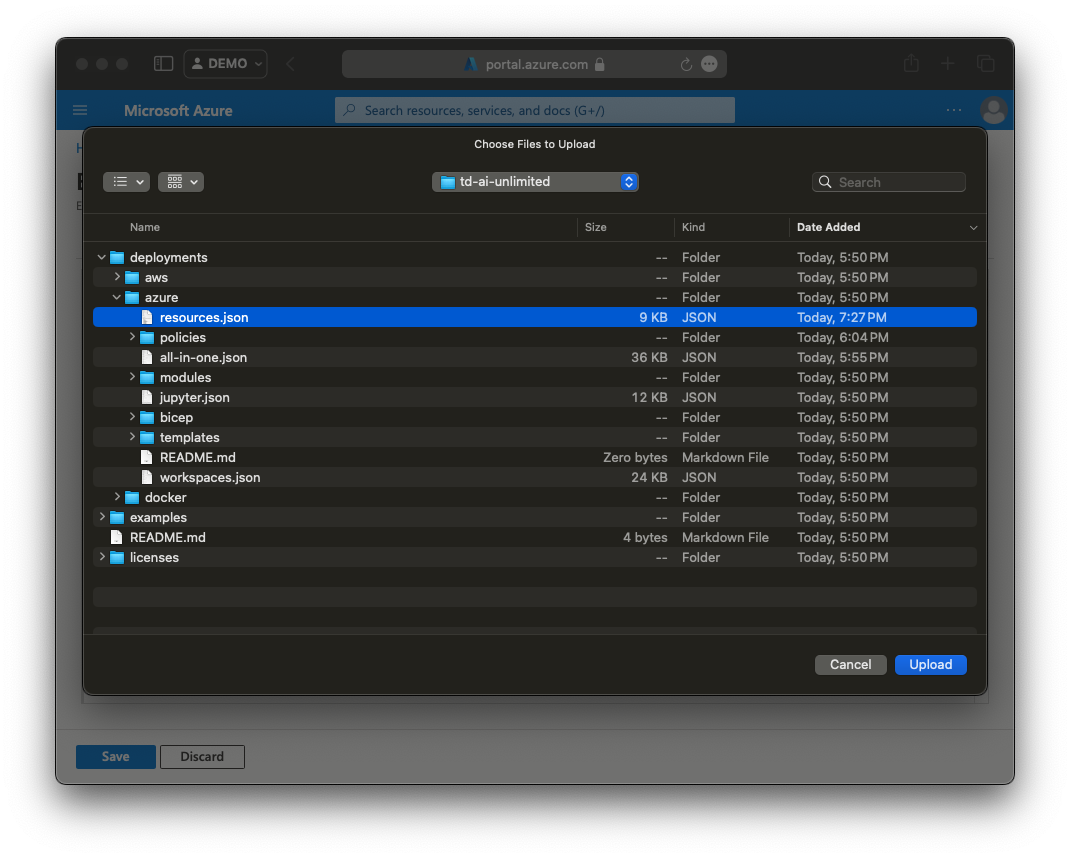 DEMO
portal.azure.com
Microsoft Azure
Search resources, services, and docs (G+/)
Choose Files to Upload
td-ai-unlimited
Search
Name Size Kind Date Added
deployments -- Folder Today, 5:50 PM
aws -- Folder Today, 5:50 PM
azure -- Folder Today, 5:50 PM
resources.json 9 KB JSON Today, 7:27 PM
policies -- Folder Today, 6:04 PM
all-in-one.json 36 KB JSON Today, 5:55 PM
modules -- Folder Today, 5:50 PM
jupyter.json 12 KB JSON Today, 5:50 PM
bicep -- Folder Today, 5:50 PM
templates -- Folder Today, 5:50 PM
README.md Zero bytes Markdown File Today, 5:50 PM
workspaces.json 24 KB JSON Today, 5:50 PM
docker -- Folder Today, 5:50 PM
examples -- Folder Today, 5:50 PM
README.md 4 bytes Markdown File Today, 5:50 PM
licenses -- Folder Today, 5:50 PM
Cancel Upload
Save Discard